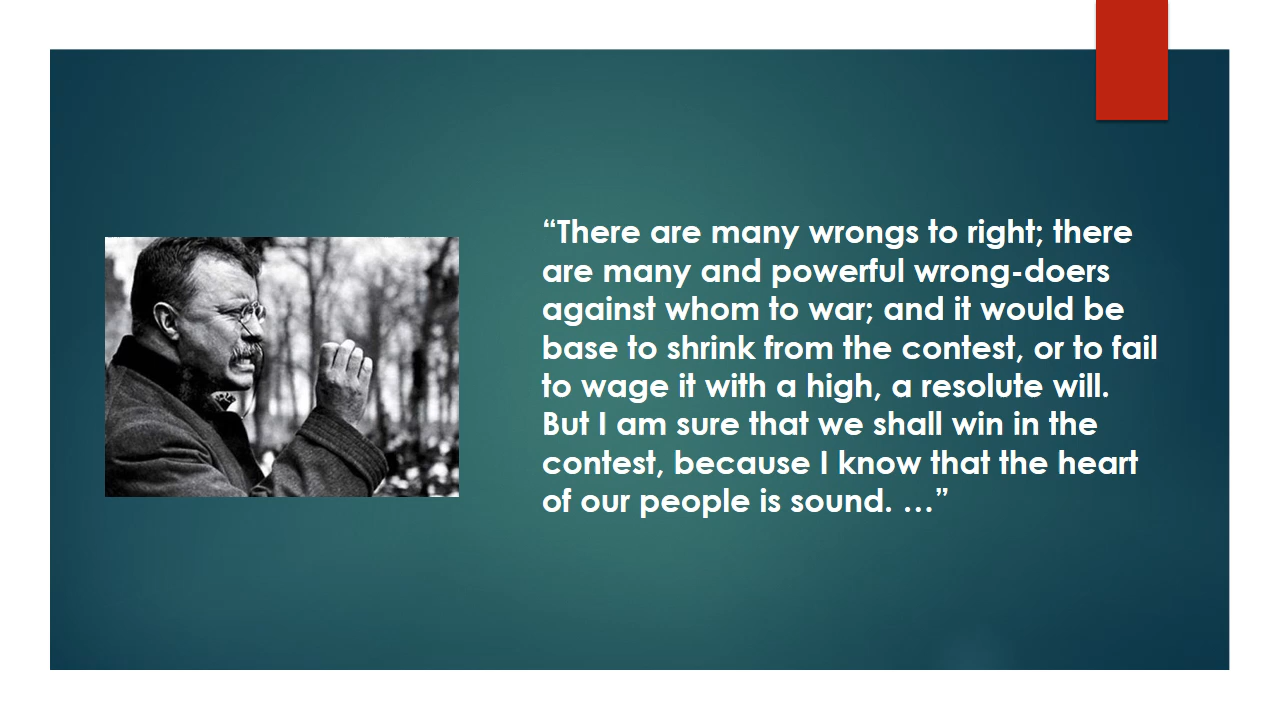 “There are many wrongs to right; there
are many and powerful wrong-doers
against whom to war; and it would be
base to shrink from the contest, or to fail
to wage it with a high, a resolute will.
But I am sure that we shall win in the
contest, because I know that the heart
of our people is sound. …”